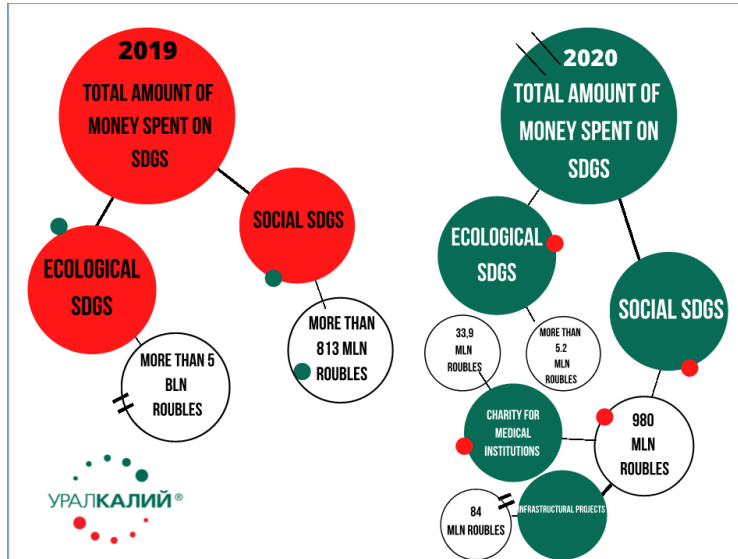 2019
TOTAL AMOUNT OF
MONEY SPENT ON
SDGS
ECOLOGICAL
SDGS
SOCIAL SDGS
MORE THAN 5
BLN
ROUBLES
MORE THAN
813 MLN
ROUBLES
УРАЛКАЛИЙ®
2020
TOTAL AMOUNT OF
MONEY SPENT ON
SDGS
ECOLOGICAL
SDGS
SOCIAL SDGS
33,9
MLN
ROUBLES
MORE THAN
5.2
MLN
ROUBLES
CHARITY FOR
MEDICAL
INSTITUTIONS
980
MLN
ROUBLES
INFRASTRUCTURAL PROJECTS
84
MLN ROUBLES